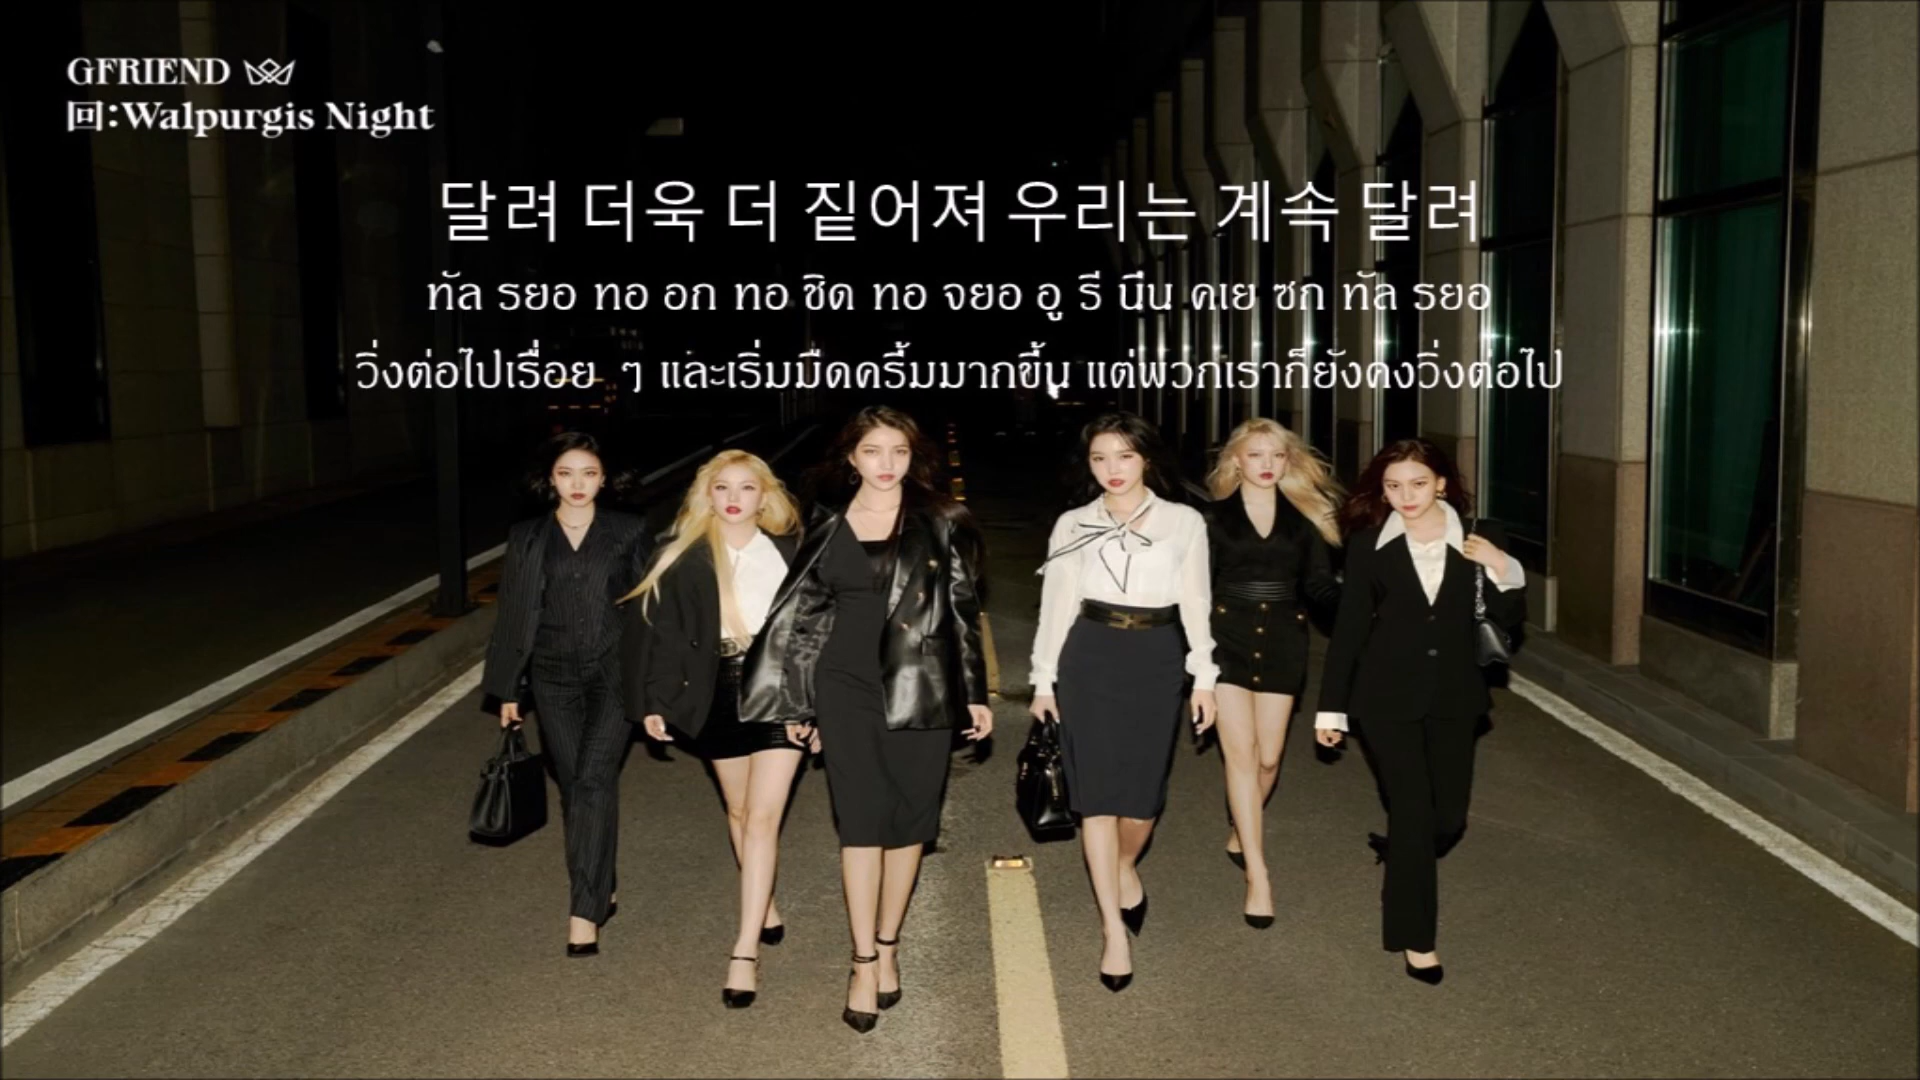 GFRIEND
回:Walpurgis Night
달려 더욱 더 짙어져 우리는 계속 달려
ทัล รยอ ทอ อก ทอ ชิด ทอ จยอ อู รี นึน คเย ซก ทัล รยอ
วิ่งต่อไปเรื่อย ๆ และเริ่มมืดครึ้มมากขึ้น แต่พวกเราก็ยังคงวิ่งต่อไป